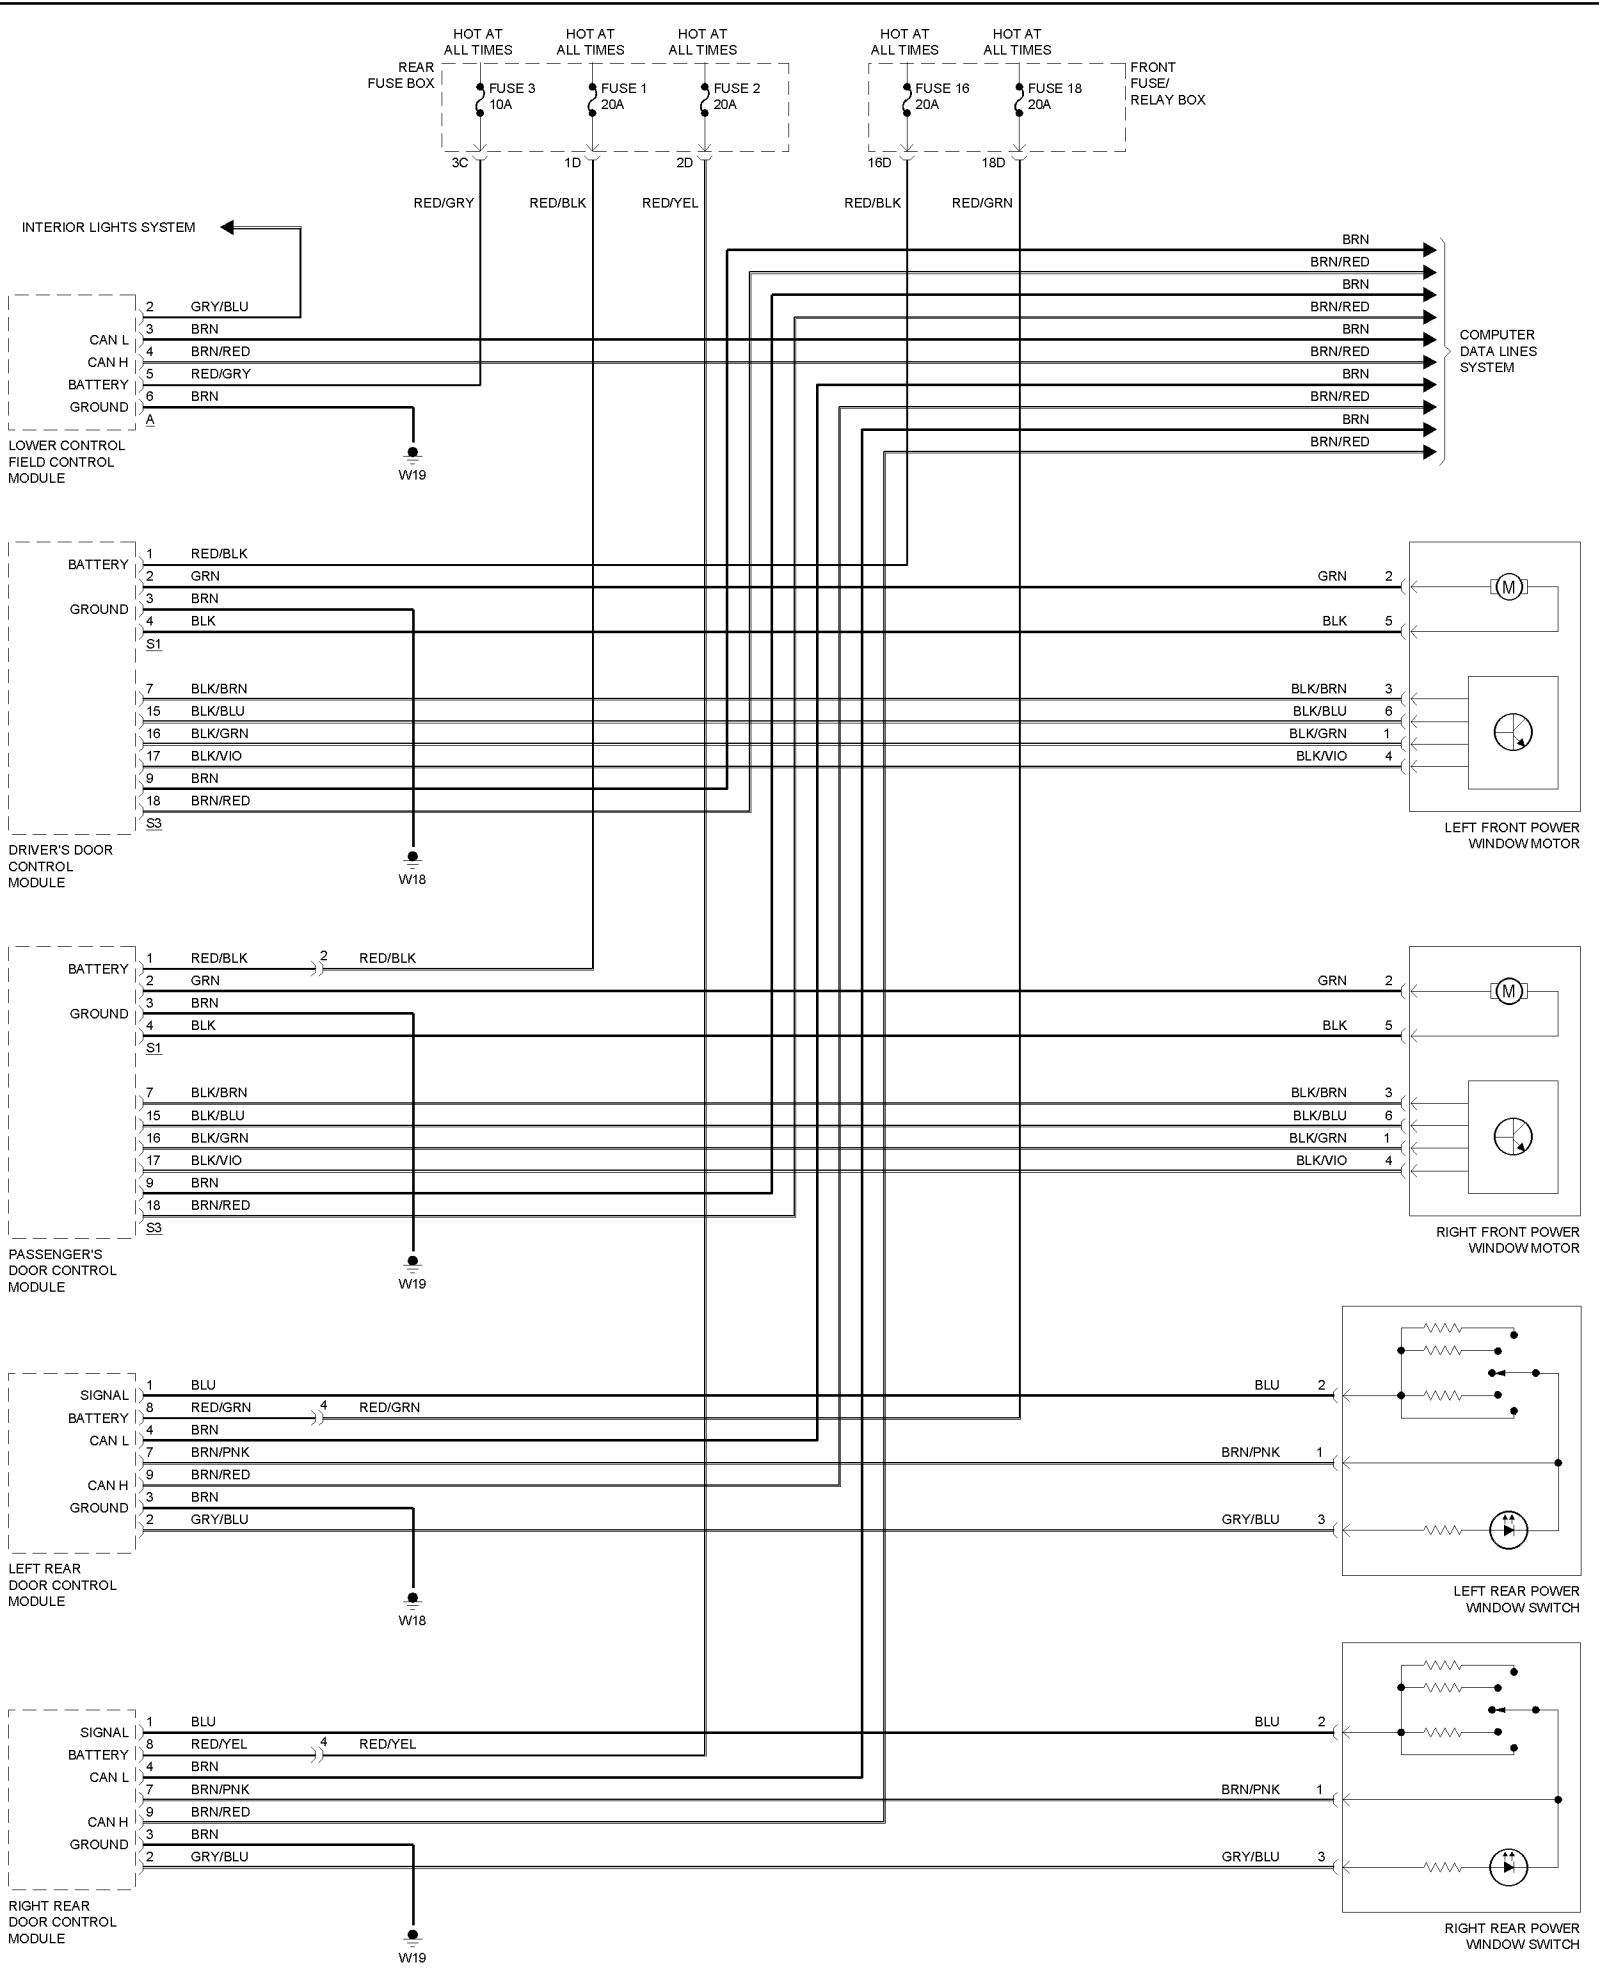 HOT AT
ALL TIMES
HOT AT
ALL TIMES
HOT AT
ALL TIMES
HOT AT
ALL TIMES
HOT AT
ALL TIMES
REAR
FUSE BOX
FUSE 3
10A
FUSE 1
20A
FUSE 2
20A
FUSE 16
20A
FUSE 18
20A
FRONT
FUSE/
RELAY BOX
3C 1D 2D 16D 18D
RED/GRY RED/BLK RED/YEL RED/BLK RED/GRN
INTERIOR LIGHTS SYSTEM
BRN
BRN/RED
BRN
BRN/RED
BRN
BRN/RED
BRN
BRN/RED
BRN
BRN/RED
COMPUTER
DATA LINES
SYSTEM
2 GRY/BLU
CAN L 3 BRN
CAN H 4 BRN/RED
BATTERY 5 RED/GRY
GROUND 6 BRN
A
LOWER CONTROL
FIELD CONTROL
MODULE
W19
BATTERY 1 RED/BLK
2 GRN GRN 2
GROUND 3 BRN
4 BLK BLK 5
S1
M
7 BLK/BRN BLK/BRN 3
15 BLK/BLU BLK/BLU 6
16 BLK/GRN BLK/GRN 1
17 BLK/VIO BLK/VIO 4
9 BRN
18 BRN/RED
S3
DRIVER'S DOOR
CONTROL
MODULE
W18
LEFT FRONT POWER
WINDOW MOTOR
BATTERY 1 RED/BLK 2 RED/BLK
2 GRN GRN 2
GROUND 3 BRN
4 BLK BLK 5
S1
M
7 BLK/BRN BLK/BRN 3
15 BLK/BLU BLK/BLU 6
16 BLK/GRN BLK/GRN 1
17 BLK/VIO BLK/VIO 4
9 BRN
18 BRN/RED
S3
PASSENGER'S
DOOR CONTROL
MODULE
W19
RIGHT FRONT POWER
WINDOW MOTOR
SIGNAL 1 BLU BLU 2
BATTERY 8 RED/GRN 4 RED/GRN
CAN L 4 BRN
7 BRN/PNK BRN/PNK 1
CAN H 9 BRN/RED
GROUND 3 BRN
2 GRY/BLU GRY/BLU 3
LEFT REAR
DOOR CONTROL
MODULE
W18
LEFT REAR POWER
WINDOW SWITCH
SIGNAL 1 BLU BLU 2
BATTERY 8 RED/YEL 4 RED/YEL
CAN L 4 BRN
7 BRN/PNK BRN/PNK 1
CAN H 9 BRN/RED
GROUND 3 BRN
2 GRY/BLU GRY/BLU 3
RIGHT REAR
DOOR CONTROL
MODULE
W19
RIGHT REAR POWER
WINDOW SWITCH